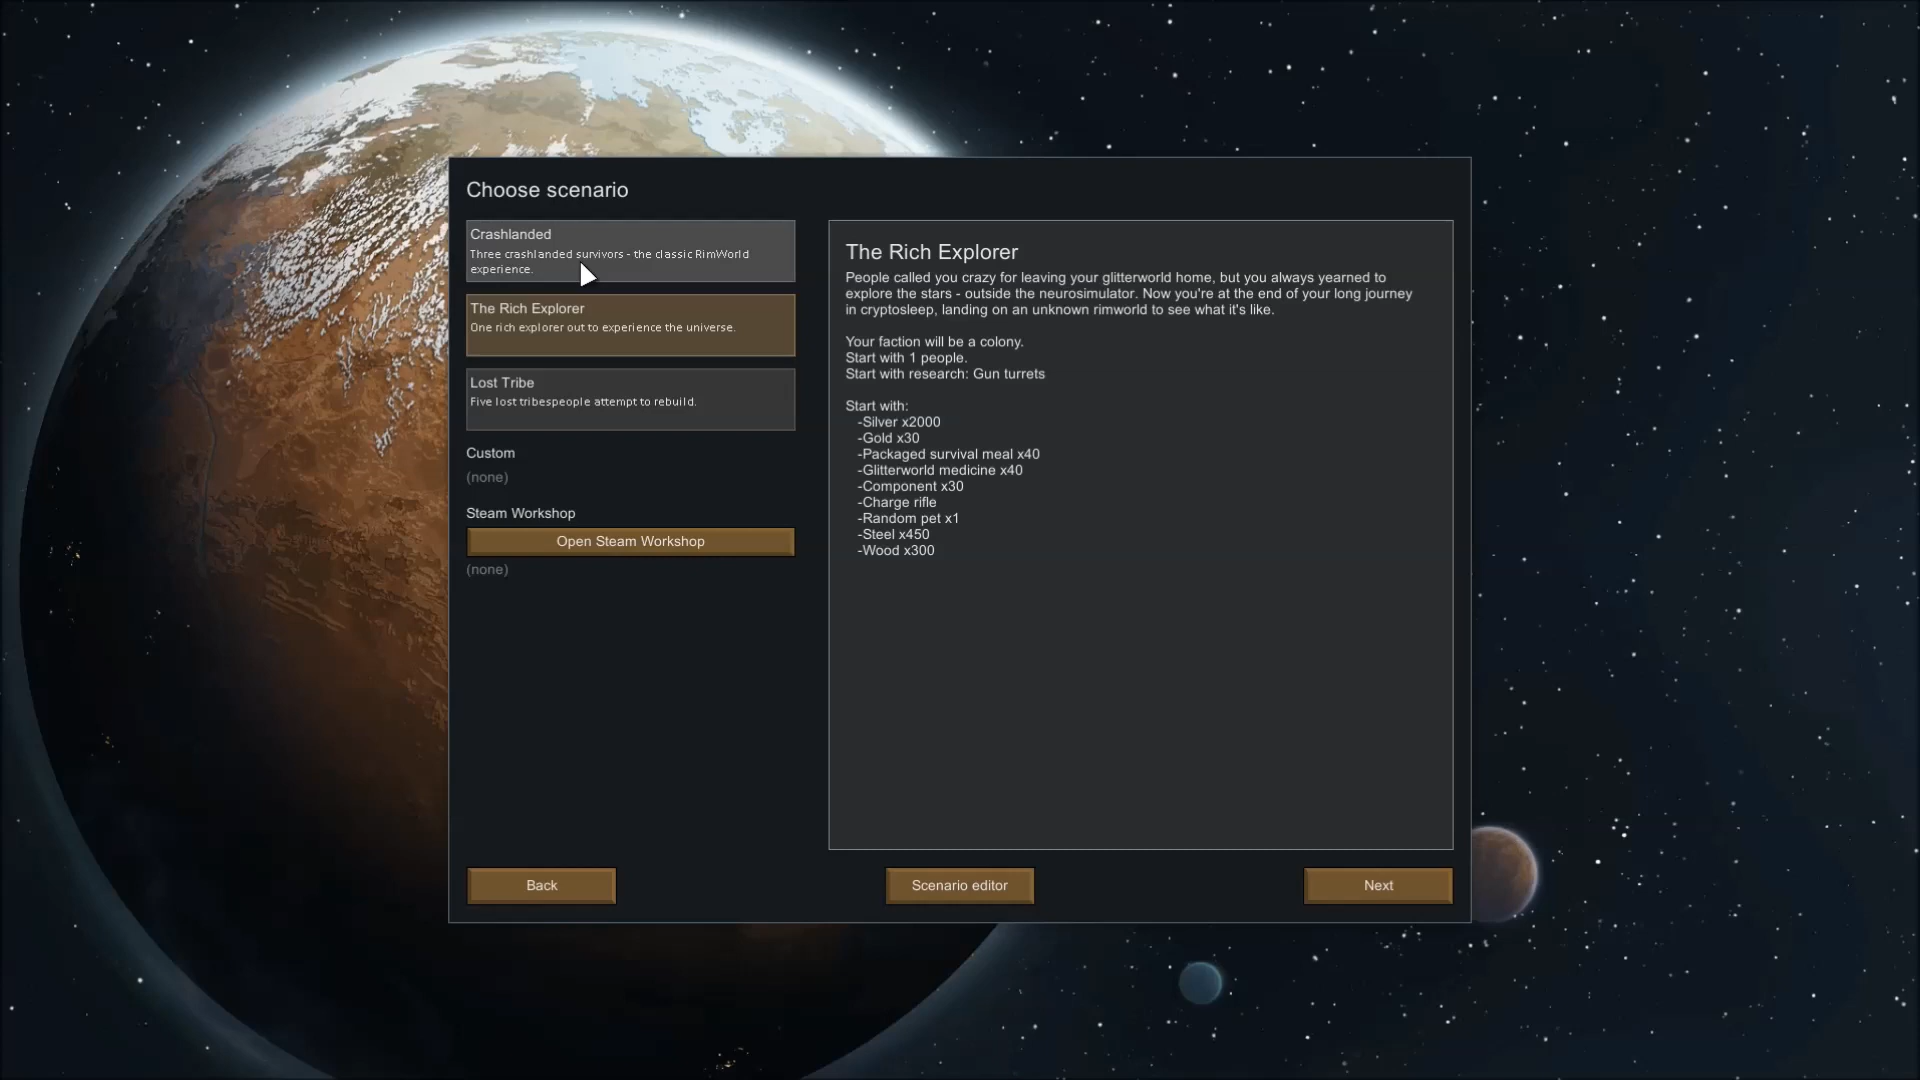 Choose scenario
Crashlanded
Three crashlanded survivors - the classic RimWorld
experience.
The Rich Explorer
One rich explorer out to experience the universe.
Lost Tribe
Five lost tribespeople attempt to rebuild.
Custom
(none)
Steam Workshop
Open Steam Workshop
(none)
The Rich Explorer
People called you crazy for leaving your glitterworld home, but you always yearned to
explore the stars - outside the neurosimulator. Now you're at the end of your long journey
in cryptosleep, landing on an unknown rimworld to see what it's like.
Your faction will be a colony.
Start with 1 people.
Start with research: Gun turrets
Start with:
-Silver x2000
-Gold x30
-Packaged survival meal x40
-Glitterworld medicine x40
-Component x30
-Charge rifle
-Random pet x1
-Steel x450
-Wood x300
Back
Scenario editor
Next